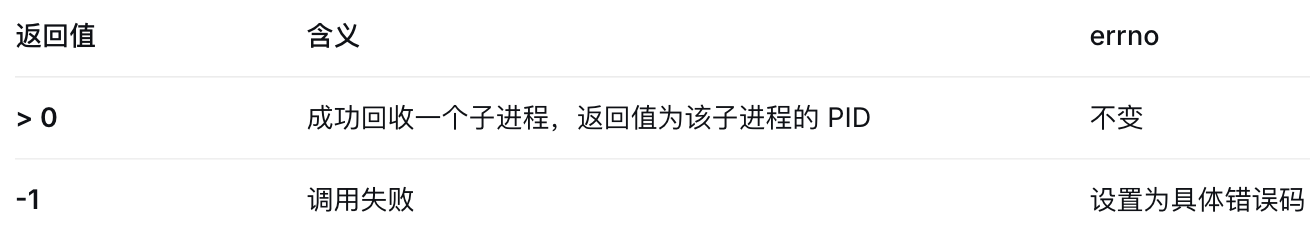 返回值 含义 errno
> 0 成功回收一个子进程，返回值为该子进程的 PID 不变
-1 调用失败 设置为具体错误码